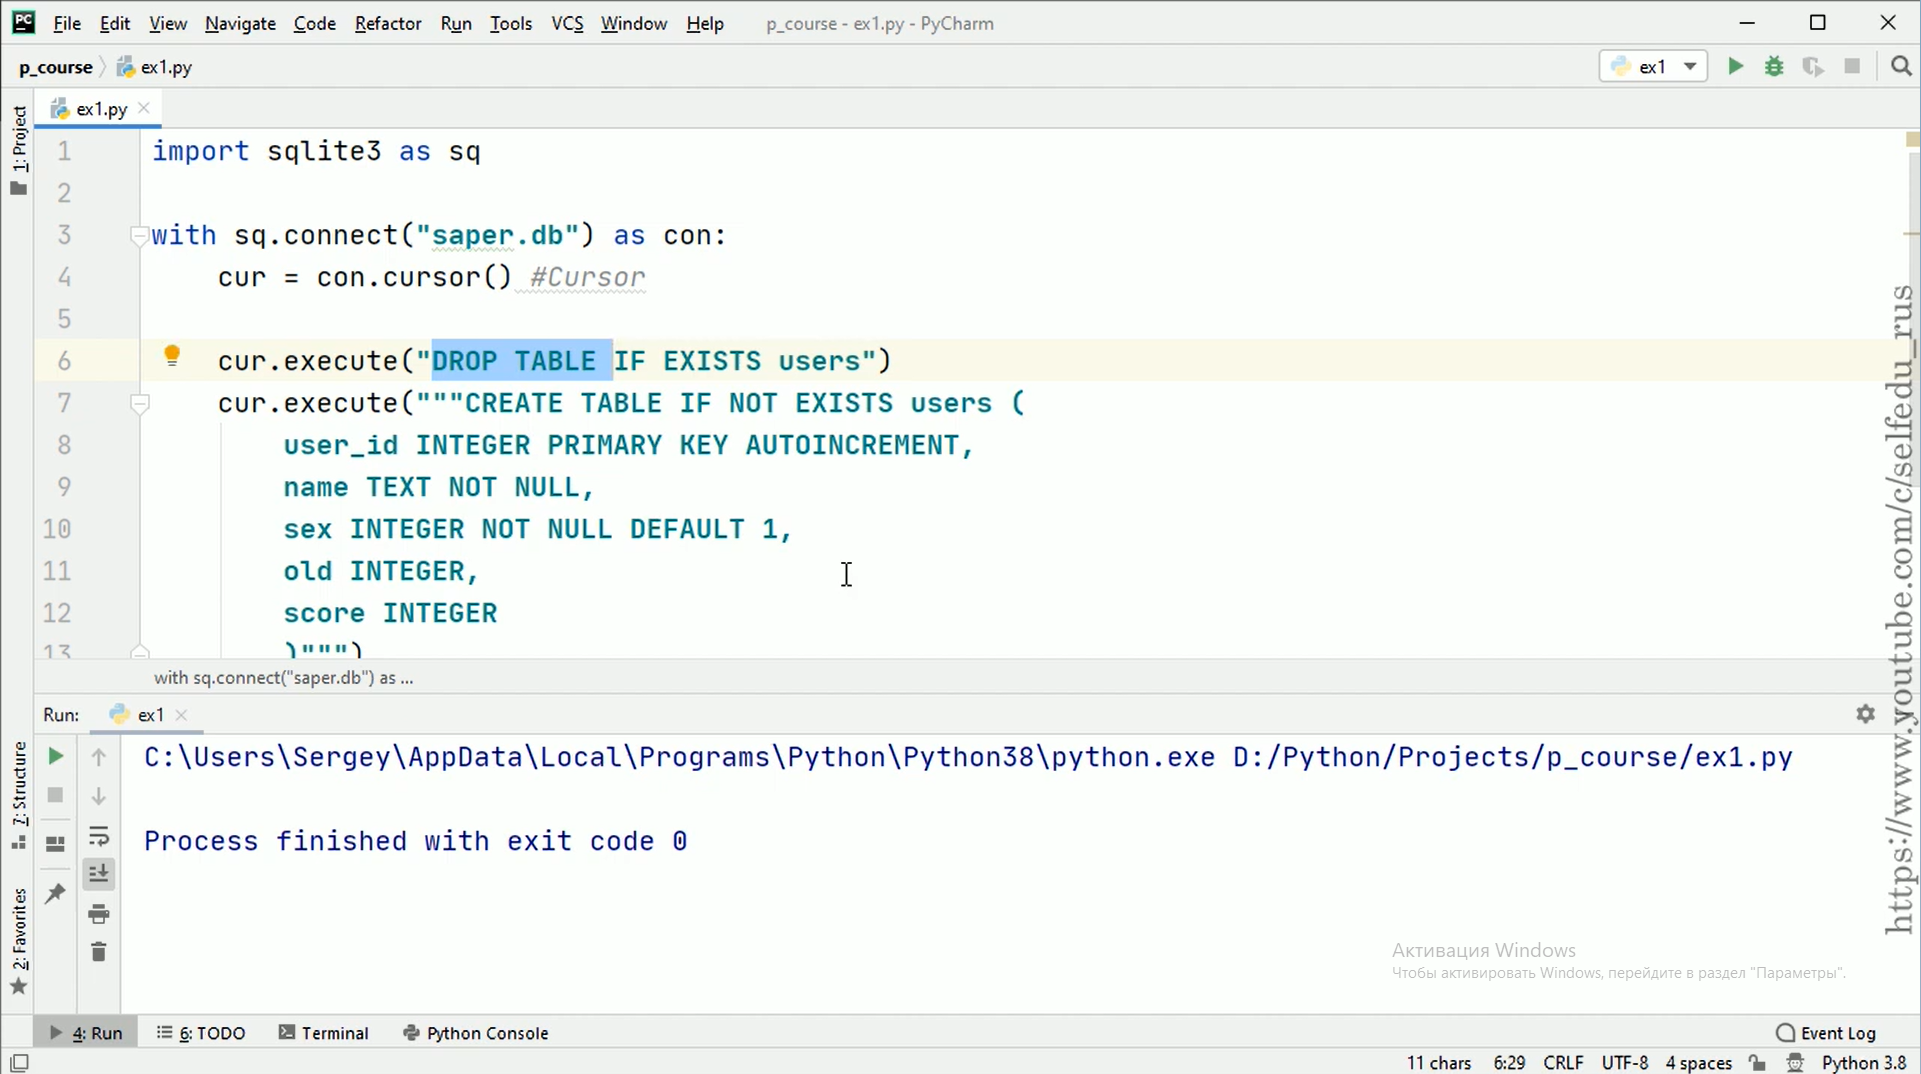 File Edit View Navigate Code Refactor Run Tools VCS Window Help p_course - ex1.py - PyCharm
p_course ex1.py ex1
1: Project
ex1.py
1 import sqlite3 as sq
2
3 with sq.connect("saper.db") as con:
4 cur = con.cursor() #Cursor
5
6 cur.execute("DROP TABLE IF EXISTS users")
7 cur.execute("""CREATE TABLE IF NOT EXISTS users (
8 user_id INTEGER PRIMARY KEY AUTOINCREMENT,
9 name TEXT NOT NULL,
10 sex INTEGER NOT NULL DEFAULT 1,
11 old INTEGER,
12 score INTEGER
13 )""")
with sq.connect("saper.db") as ...
https://www.youtube.com/c/selfedu_rus
Run: ex1
7: Structure
2: Favorites
C:\Users\Sergey\AppData\Local\Programs\Python\Python38\python.exe D:/Python/Projects/p_course/ex1.py
Process finished with exit code 0
Активация Windows
Чтобы активировать Windows, перейдите в раздел "Параметры".
4: Run 6: TODO Terminal Python Console Event Log
11 chars 6:29 CRLF UTF-8 4 spaces Python 3.8